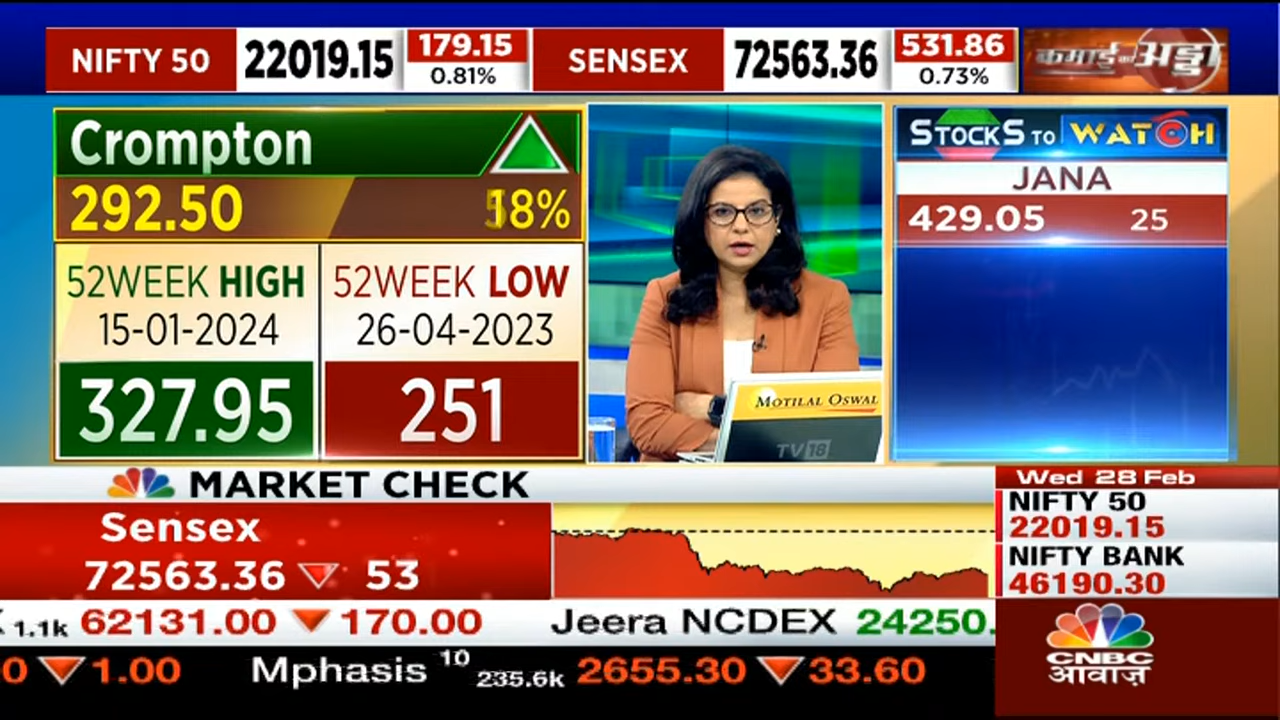 NIFTY 50 22019.15 179.15 0.81% SENSEX 72563.36 531.86 0.73% कमाई का अड्डा
Crompton
292.50 18%
52WEEK HIGH 52WEEK LOW
15-01-2024 26-04-2023
327.95 251
MOTILAL OSWAL
TV18
STOCKS TO WATCH
JANA
429.05 25
MARKET CHECK
Sensex
72563.36 53
Wed 28 Feb
NIFTY 50
22019.15
NIFTY BANK
46190.30
1.1k 62131.00 170.00 Jeera NCDEX 24250.
1.00 Mphasis 10 235.6k 2655.30 33.60
CNBC
आवाज़